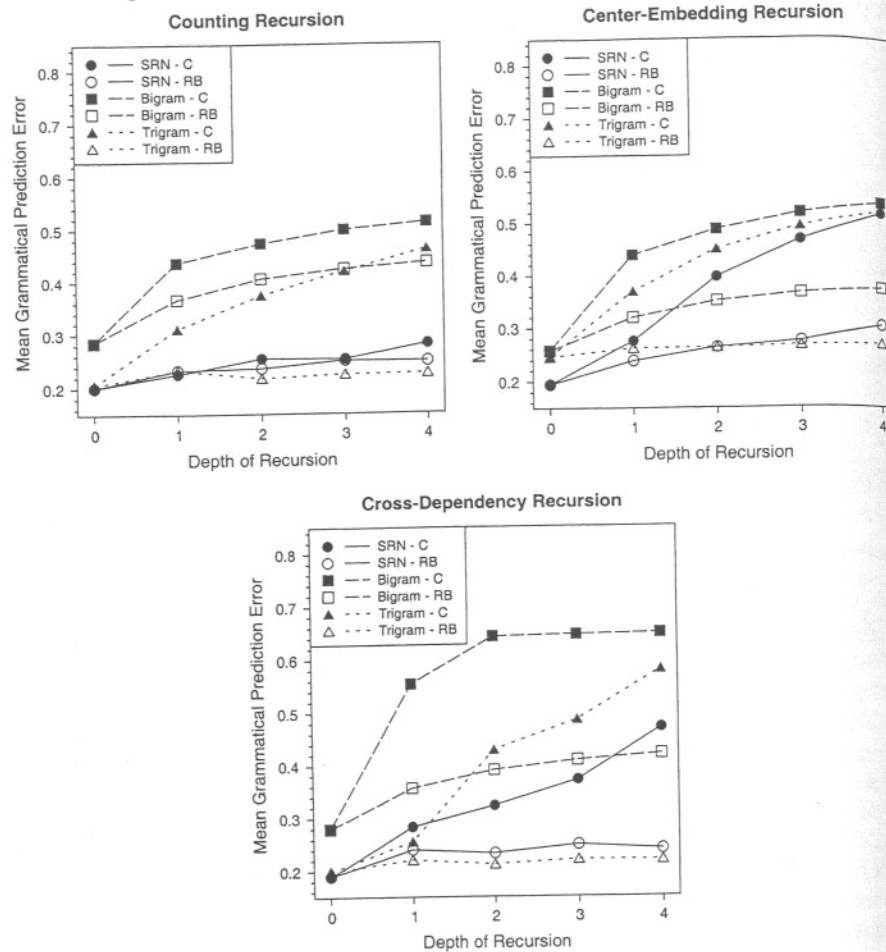 Counting Recursion
0.8
0.7
0.6
0.5
0.4
0.3
0.2
Mean Grammatical Prediction Error
SRN - C
SRN - RB
Bigram - C
Bigram - RB
Trigram - C
Trigram - RB
0 1 2 3 4
Depth of Recursion
Center-Embedding Recursion
0.8
0.7
0.6
0.5
0.4
0.3
0.2
Mean Grammatical Prediction Error
SRN - C
SRN - RB
Bigram - C
Bigram - RB
Trigram - C
Trigram - RB
0 1 2 3 4
Depth of Recursion
Cross-Dependency Recursion
0.8
0.7
0.6
0.5
0.4
0.3
0.2
Mean Grammatical Prediction Error
SRN - C
SRN - RB
Bigram - C
Bigram - RB
Trigram - C
Trigram - RB
0 1 2 3 4
Depth of Recursion